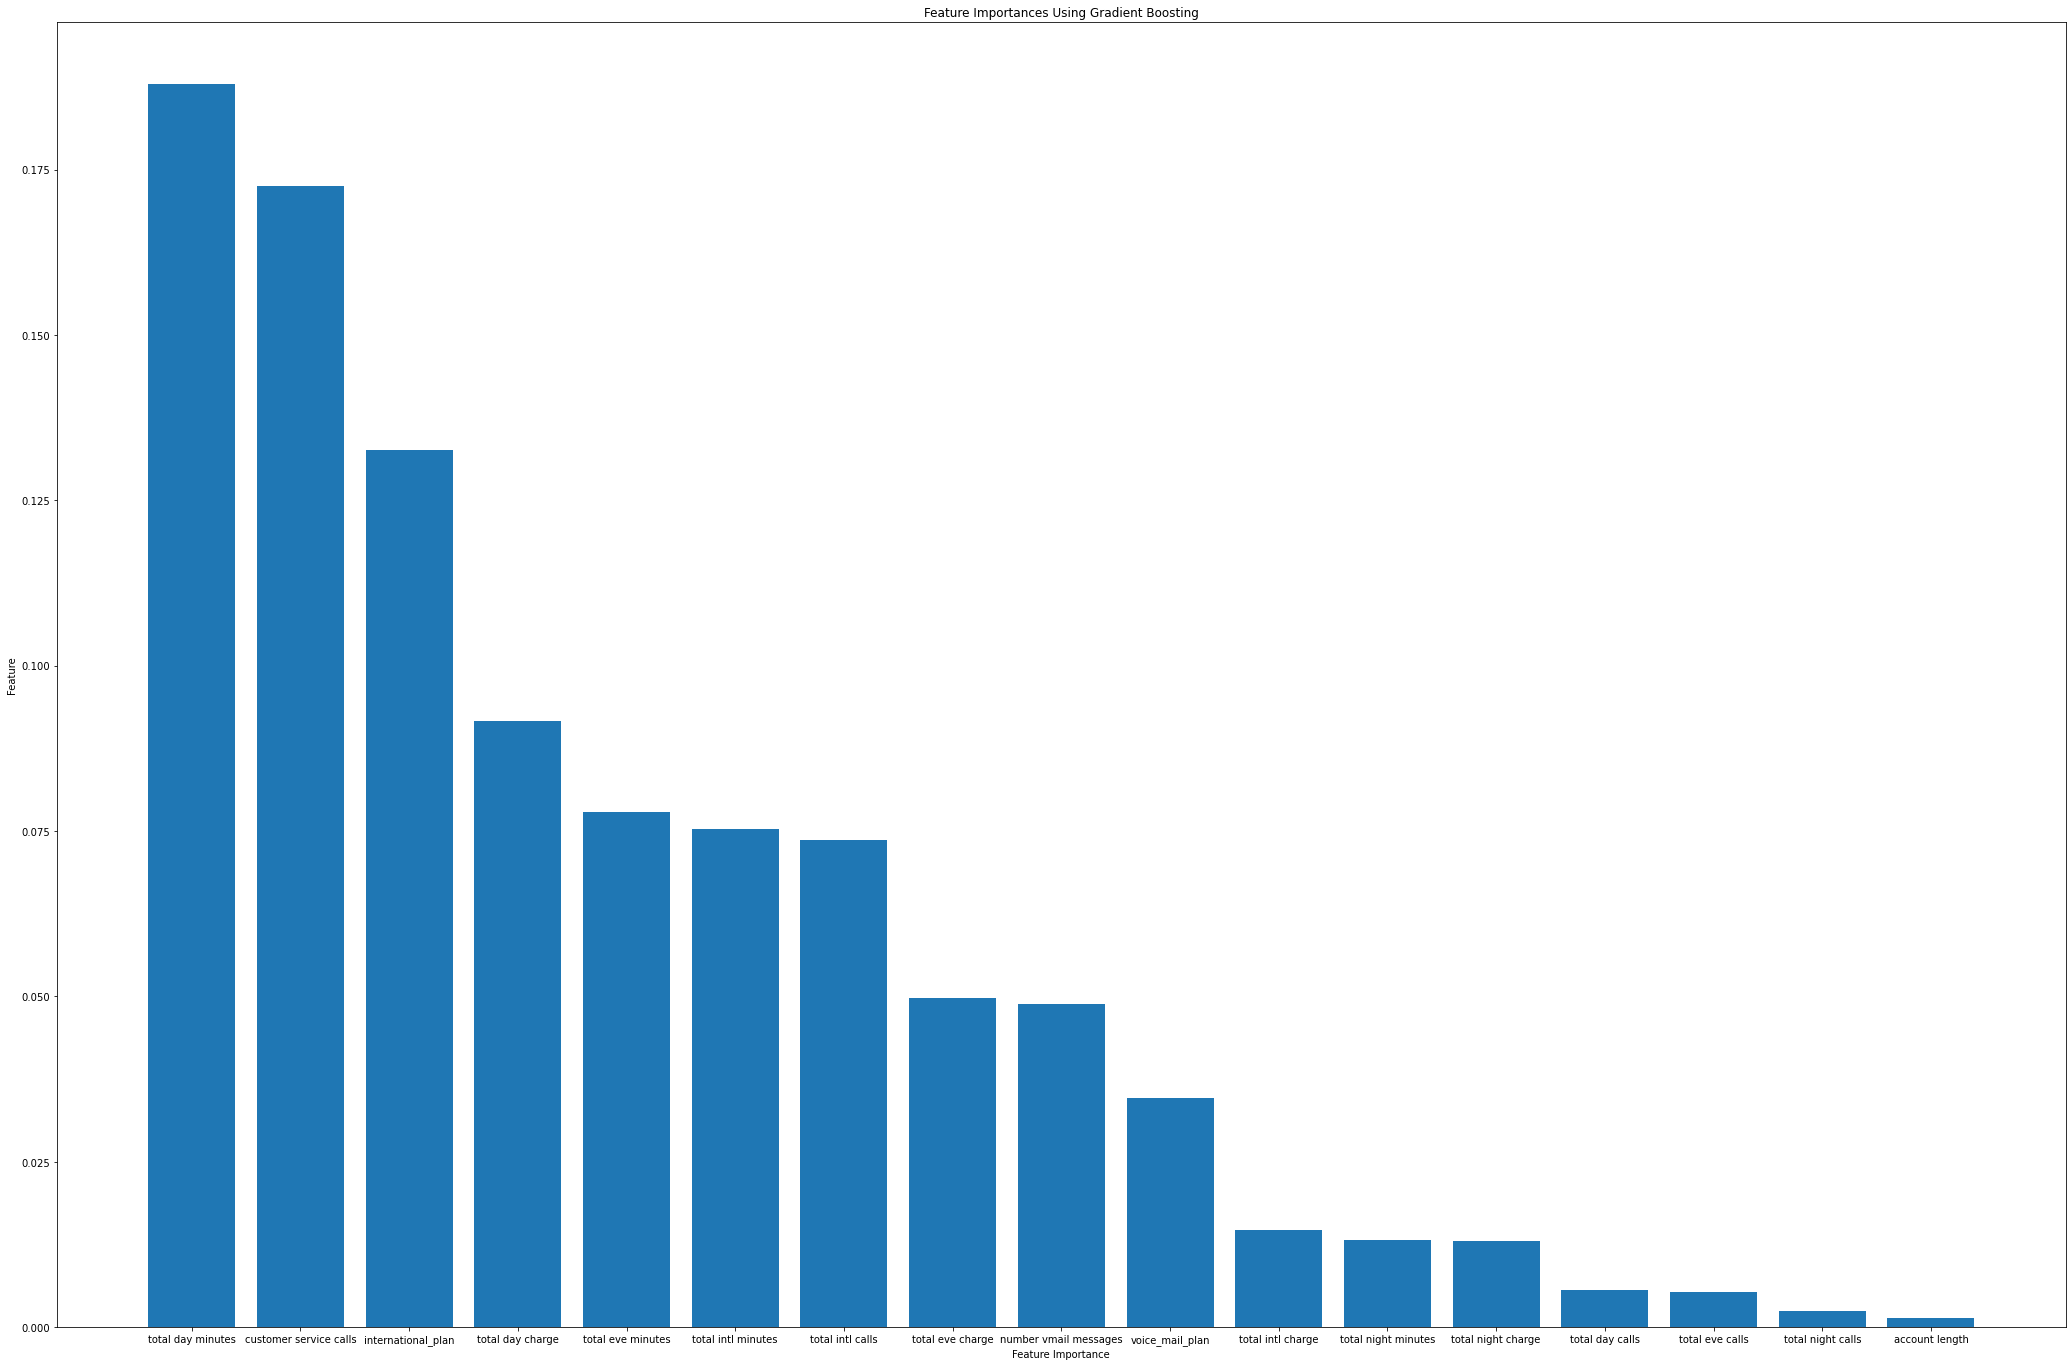 Feature Importances Using Gradient Boosting
Feature
0.175
0.150
0.125
0.100
0.075
0.050
0.025
0.000
total day minutes customer service calls international_plan total day charge total eve minutes total intl minutes total intl calls total eve charge number vmail messages voice_mail_plan total intl charge total night minutes total night charge total day calls total eve calls total night calls account length
Feature Importance